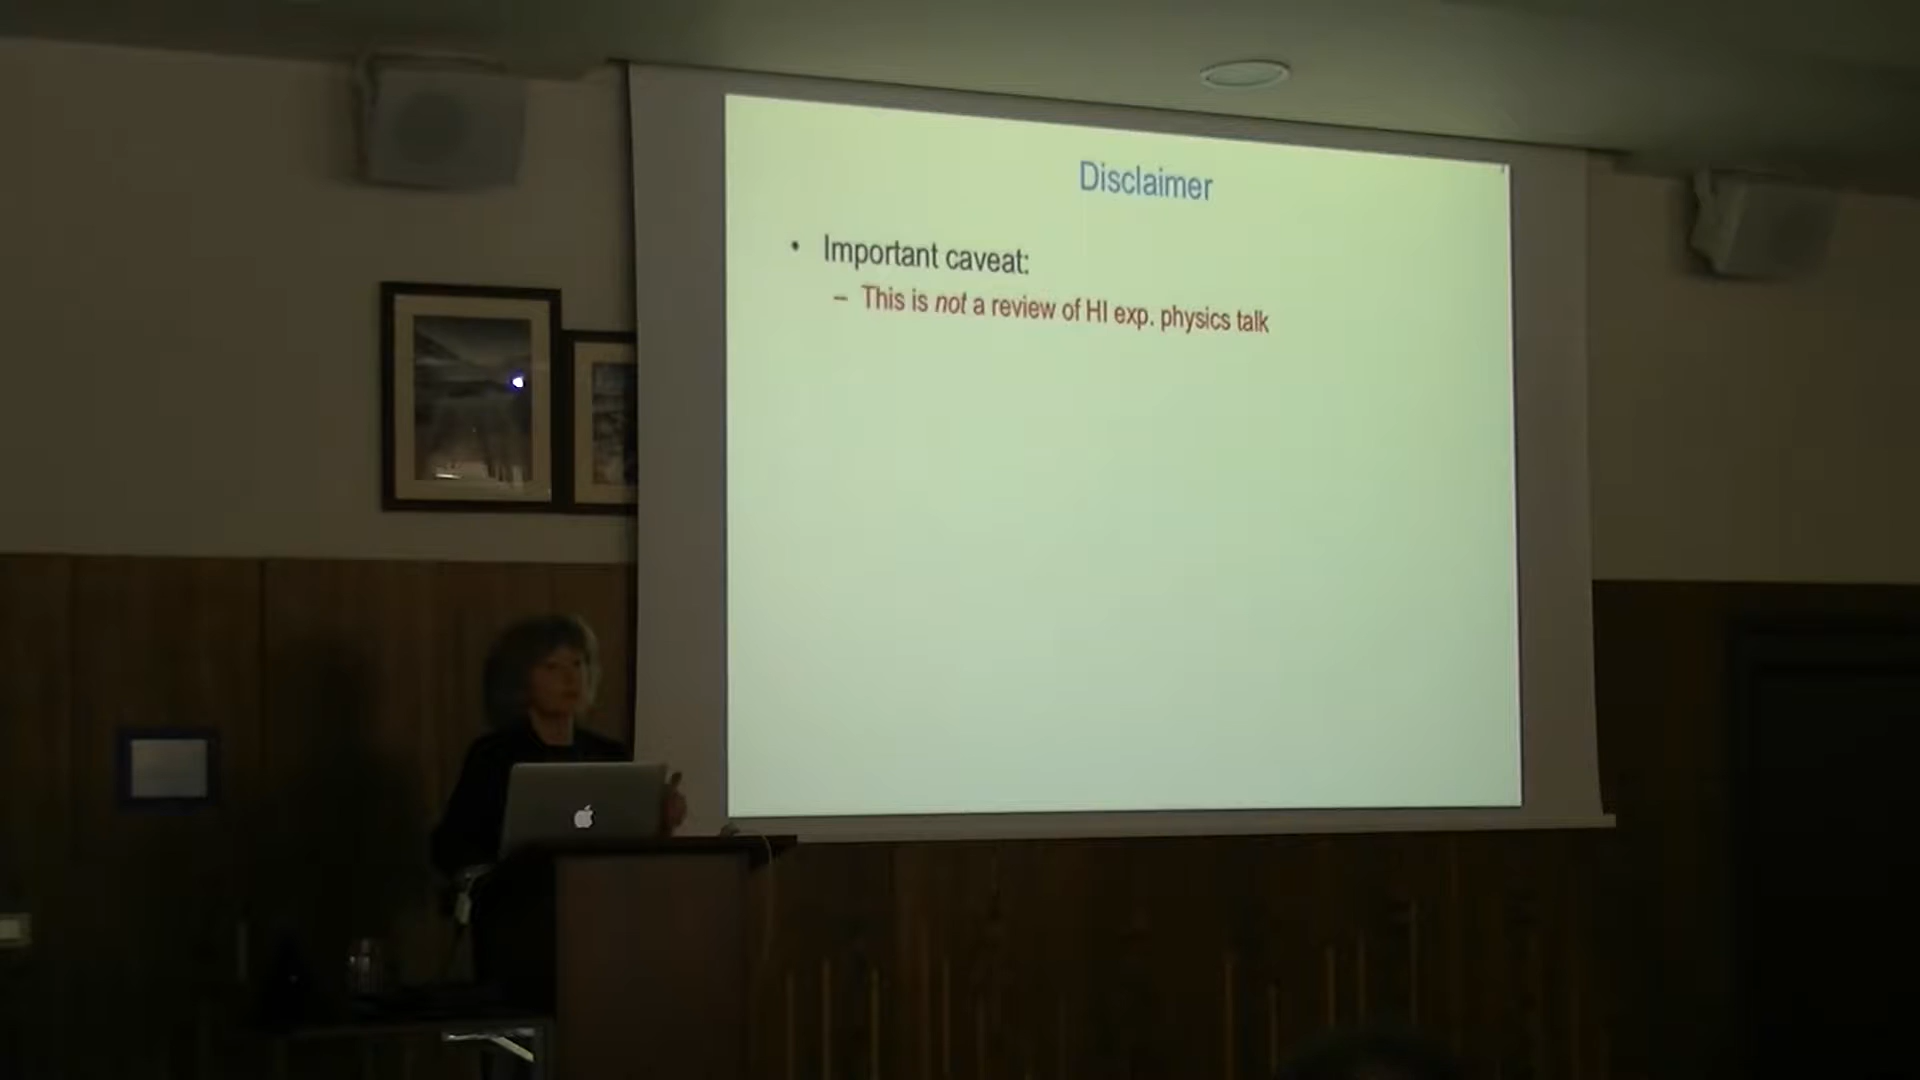 Disclaimer
• Important caveat:
– This is not a review of HI exp. physics talk